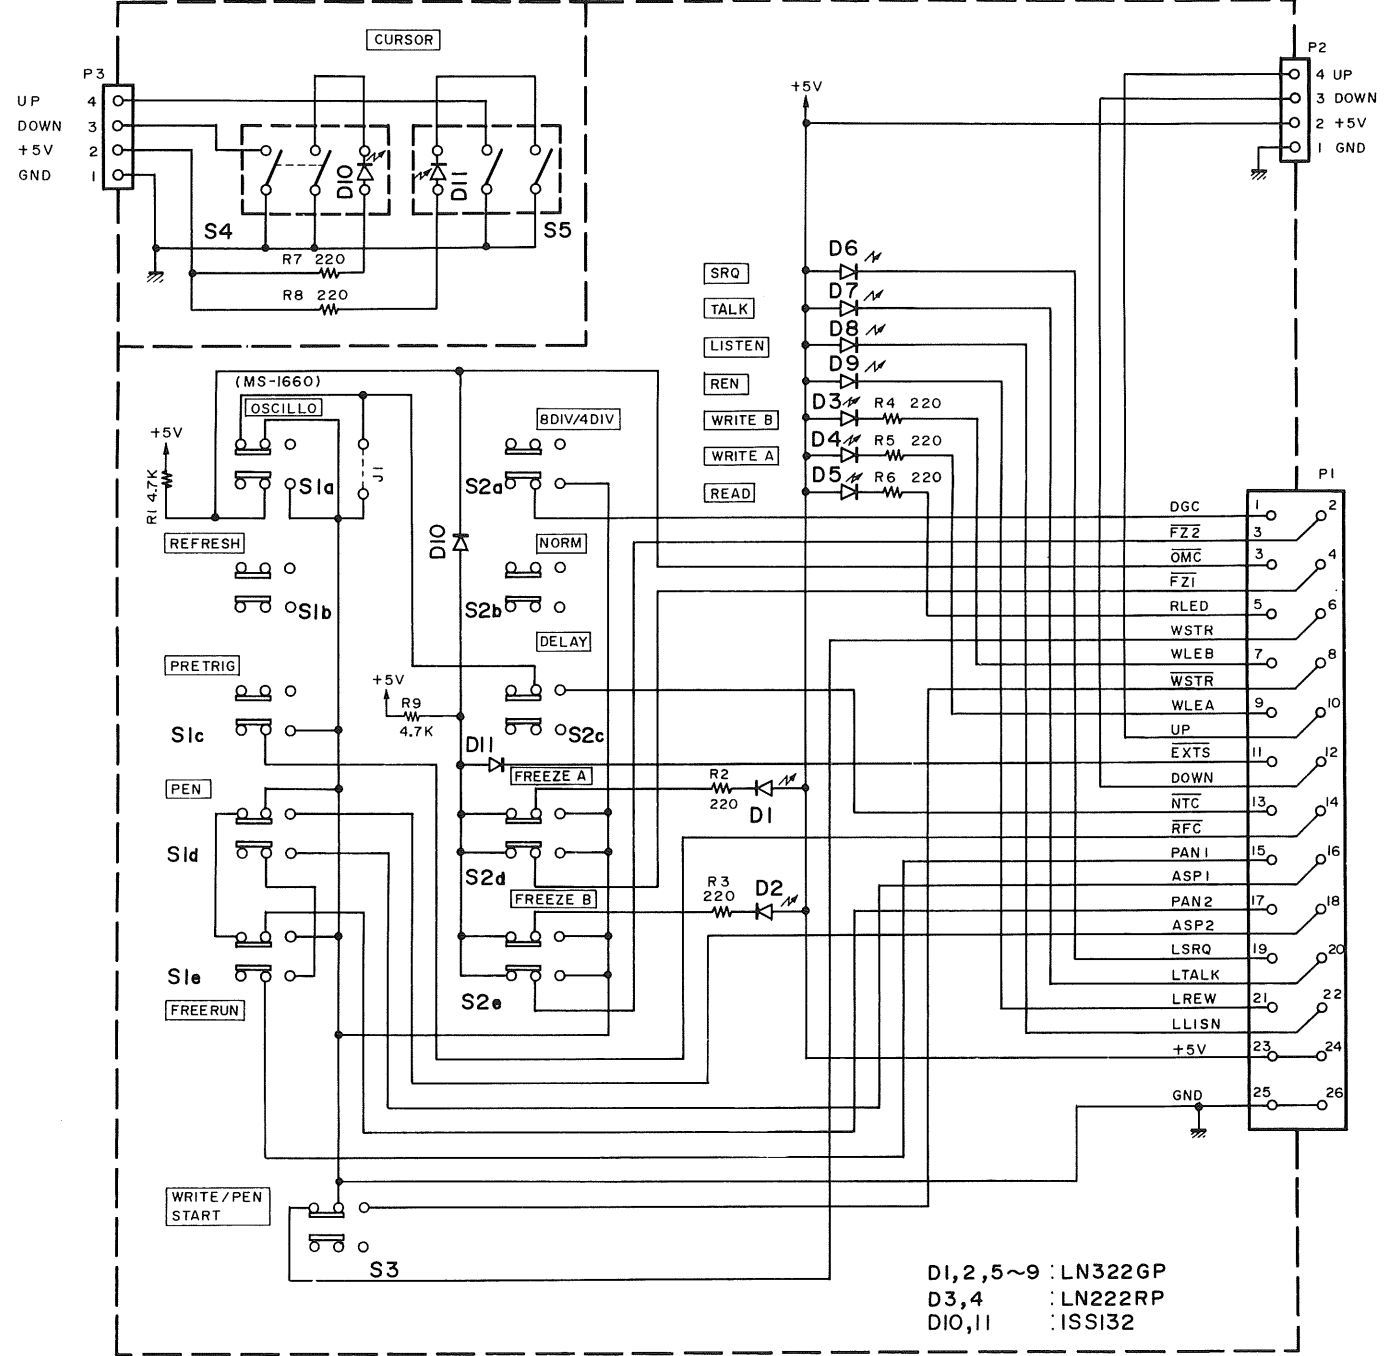 CURSOR
P3
UP 4
DOWN 3
+5V 2
GND 1
D10
D11
S4
S5
R7 220
R8 220
P2
4 UP
3 DOWN
2 +5V
1 GND
+5V
SRQ
D6
TALK
D7
LISTEN
D8
REN
D9
WRITE B
D3
R4 220
WRITE A
D4
R5 220
READ
D5
R6 220
(MS-1660)
OSCILLO
+5V
R1 4.7K
S1a
J1
REFRESH
S1b
PRETRIG
S1c
PEN
S1d
S1e
FREERUN
8DIV/4DIV
S2a
D10
NORM
S2b
DELAY
+5V
R9
4.7K
S2c
D11
FREEZE A
R2
220
D1
S2d
FREEZE B
R3
220
D2
S2e
WRITE/PEN
START
S3
P1
DGC 1 2
FZ2 3
OMC 3 4
FZ1
RLED 5 6
WSTR
WLEB 7 8
WSTR
WLEA 9 10
UP
EXTS 11 12
DOWN
NTC 13 14
RFC
PAN1 15 16
ASP1
PAN2 17 18
ASP2
LSRQ 19 20
LTALK
LREW 21 22
LLISN
+5V 23 24
GND 25 26
D1,2,5~9 : LN322GP
D3,4 : LN222RP
D10,11 : ISS132